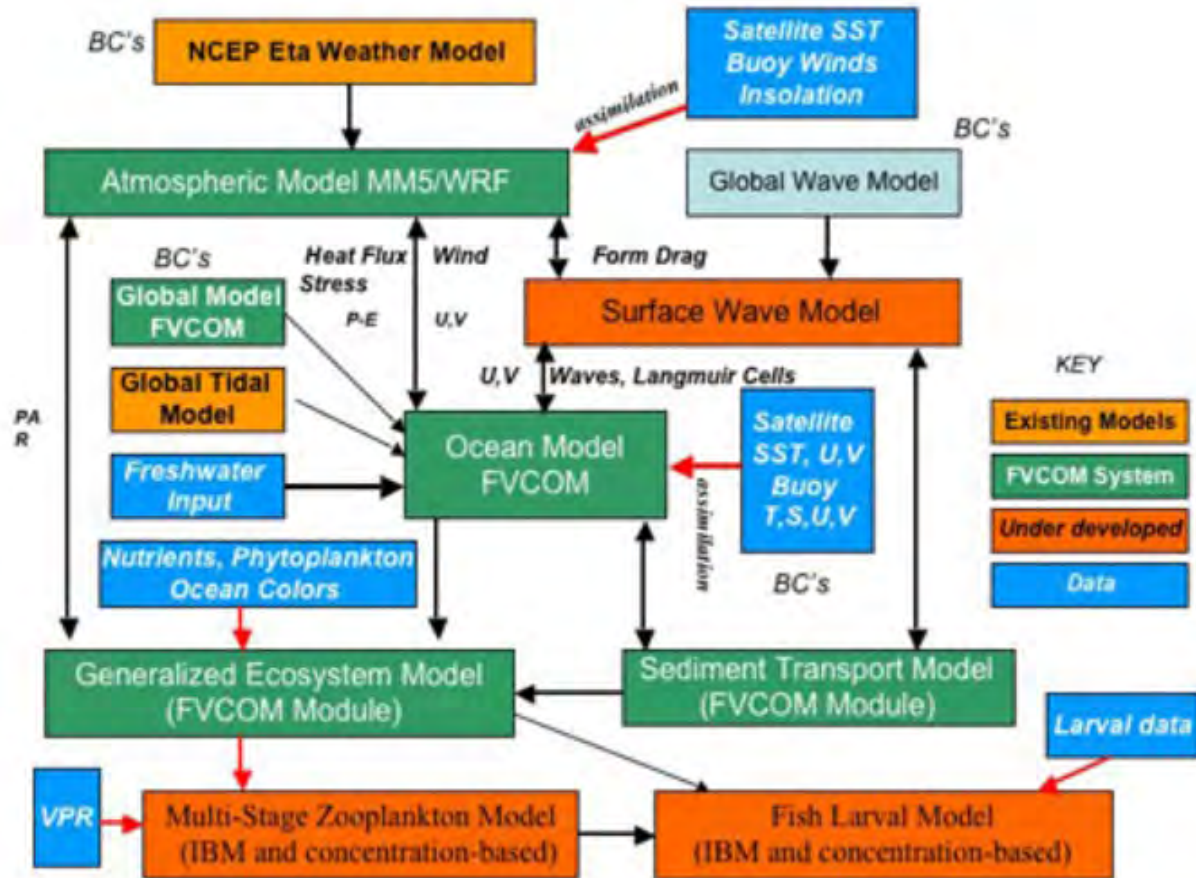 BC's
NCEP Eta Weather Model
Satellite SST
Buoy Winds
Insolation
assimilation
BC's
Atmospheric Model MM5/WRF
Global Wave Model
BC's
Heat Flux
Stress
Wind
Form Drag
Global Model
FVCOM
P-E
U,V
Surface Wave Model
U,V
Waves, Langmuir Cells
KEY
Global Tidal
Model
PA
R
Ocean Model
FVCOM
Satellite
SST, U,V
Buoy
T,S,U,V
Existing Models
FVCOM System
Under developed
Data
Freshwater
Input
assimilation
BC's
Nutrients, Phytoplankton
Ocean Colors
Generalized Ecosystem Model
(FVCOM Module)
Sediment Transport Model
(FVCOM Module)
Larval data
VPR
Multi-Stage Zooplankton Model
(IBM and concentration-based)
Fish Larval Model
(IBM and concentration-based)